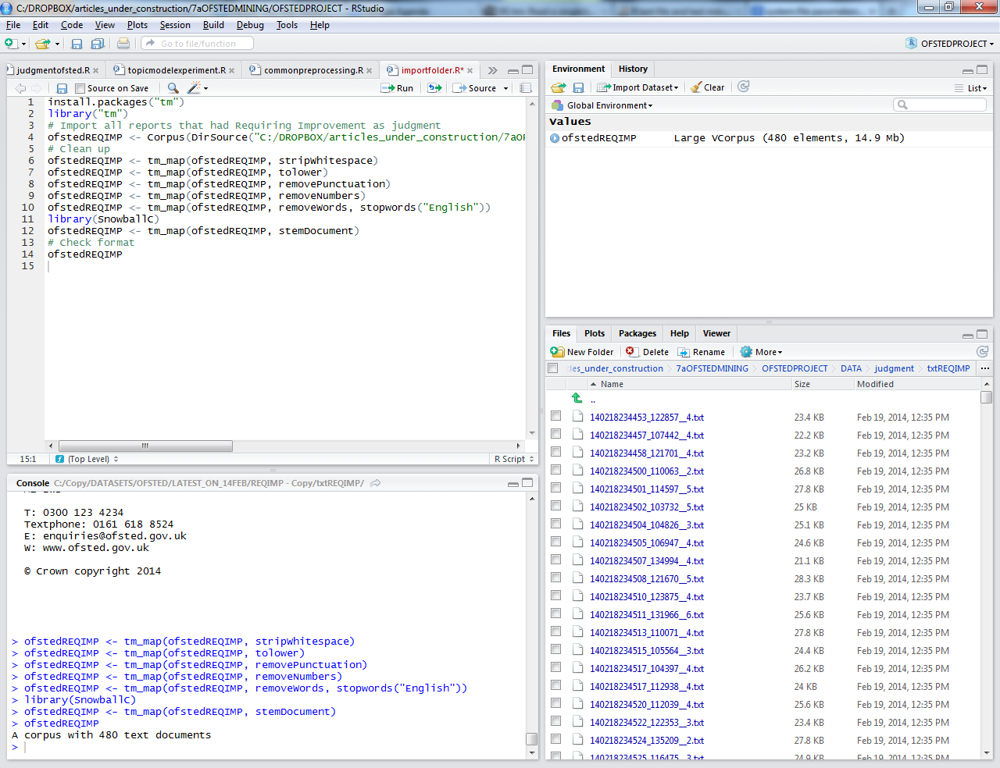 C:/DROPBOX/articles_under_construction/7aOFSTEDMINING/OFSTEDPROJECT - RStudio
File Edit Code View Plots Session Build Debug Tools Help
Go to file/function
OFSTEDPROJECT
judgmentofsted.R
topicmodelexperiment.R
commonpreprocessing.R
importfolder.R*
Source on Save
Run
Source
1 install.packages("tm")
2 library("tm")
3 # Import all reports that had Requiring Improvement as judgment
4 ofstedREQIMP <- Corpus(DirSource("C:/DROPBOX/articles_under_construction/7aOF
5 # Clean up
6 ofstedREQIMP <- tm_map(ofstedREQIMP, stripWhitespace)
7 ofstedREQIMP <- tm_map(ofstedREQIMP, tolower)
8 ofstedREQIMP <- tm_map(ofstedREQIMP, removePunctuation)
9 ofstedREQIMP <- tm_map(ofstedREQIMP, removeNumbers)
10 ofstedREQIMP <- tm_map(ofstedREQIMP, removeWords, stopwords("English"))
11 library(SnowballC)
12 ofstedREQIMP <- tm_map(ofstedREQIMP, stemDocument)
13 # Check format
14 ofstedREQIMP
15
15:1 (Top Level) R Script
Console C:/Copy/DATASETS/OFSTED/LATEST_ON_14FEB/REQIMP - Copy/txtREQIMP/
T: 0300 123 4234
Textphone: 0161 618 8524
E: enquiries@ofsted.gov.uk
W: www.ofsted.gov.uk
© Crown copyright 2014
> ofstedREQIMP <- tm_map(ofstedREQIMP, stripWhitespace)
> ofstedREQIMP <- tm_map(ofstedREQIMP, tolower)
> ofstedREQIMP <- tm_map(ofstedREQIMP, removePunctuation)
> ofstedREQIMP <- tm_map(ofstedREQIMP, removeNumbers)
> ofstedREQIMP <- tm_map(ofstedREQIMP, removeWords, stopwords("English"))
> library(SnowballC)
> ofstedREQIMP <- tm_map(ofstedREQIMP, stemDocument)
> ofstedREQIMP
A corpus with 480 text documents
>
Environment History
Import Dataset Clear List
Global Environment
Values
ofstedREQIMP Large VCorpus (480 elements, 14.9 Mb)
Files Plots Packages Help Viewer
New Folder Delete Rename More
les_under_construction 7aOFSTEDMINING OFSTEDPROJECT DATA judgment txtREQIMP ...
Name Size Modified
..
140218234453_122857__4.txt 23.4 KB Feb 19, 2014, 12:35 PM
140218234457_107442__4.txt 22.2 KB Feb 19, 2014, 12:35 PM
140218234458_121701__4.txt 23.2 KB Feb 19, 2014, 12:35 PM
140218234500_110063__2.txt 26.8 KB Feb 19, 2014, 12:35 PM
140218234501_114597__5.txt 27.8 KB Feb 19, 2014, 12:35 PM
140218234502_103732__5.txt 25 KB Feb 19, 2014, 12:35 PM
140218234504_104826__3.txt 25.1 KB Feb 19, 2014, 12:35 PM
140218234505_106947__4.txt 24.6 KB Feb 19, 2014, 12:35 PM
140218234507_134994__4.txt 21.1 KB Feb 19, 2014, 12:35 PM
140218234508_121670__5.txt 28.3 KB Feb 19, 2014, 12:35 PM
140218234510_123875__4.txt 23.7 KB Feb 19, 2014, 12:35 PM
140218234511_131966__6.txt 25.6 KB Feb 19, 2014, 12:35 PM
140218234513_110071__4.txt 27.8 KB Feb 19, 2014, 12:35 PM
140218234515_105564__3.txt 24.4 KB Feb 19, 2014, 12:35 PM
140218234517_104397__4.txt 26.2 KB Feb 19, 2014, 12:35 PM
140218234517_112938__4.txt 24 KB Feb 19, 2014, 12:35 PM
140218234520_112039__4.txt 25.6 KB Feb 19, 2014, 12:35 PM
140218234522_122353__3.txt 23.4 KB Feb 19, 2014, 12:35 PM
140218234524_135209__2.txt 27.8 KB Feb 19, 2014, 12:35 PM
140218234525_116475__3.txt 24.9 KB Feb 19, 2014, 12:35 PM